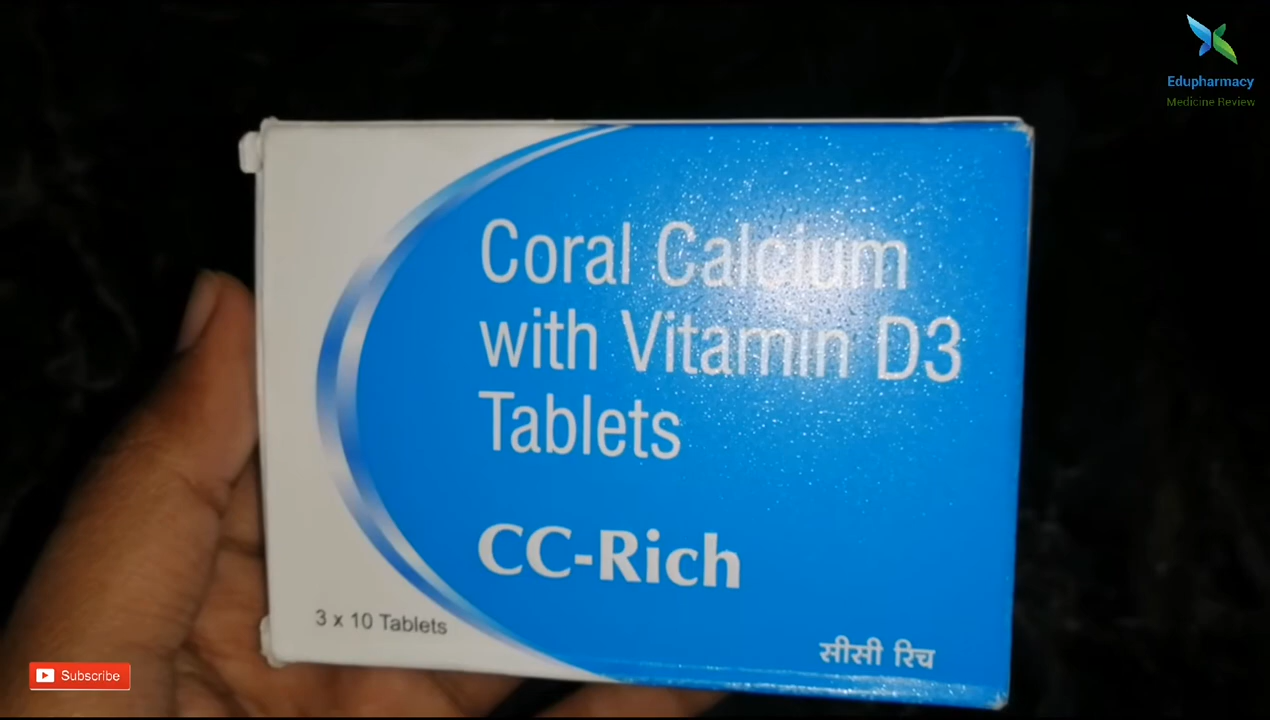 Edupharmacy
Medicine Review
Coral Calcium
with Vitamin D3
Tablets
CC-Rich
3 x 10 Tablets
सीसी रिच
Subscribe